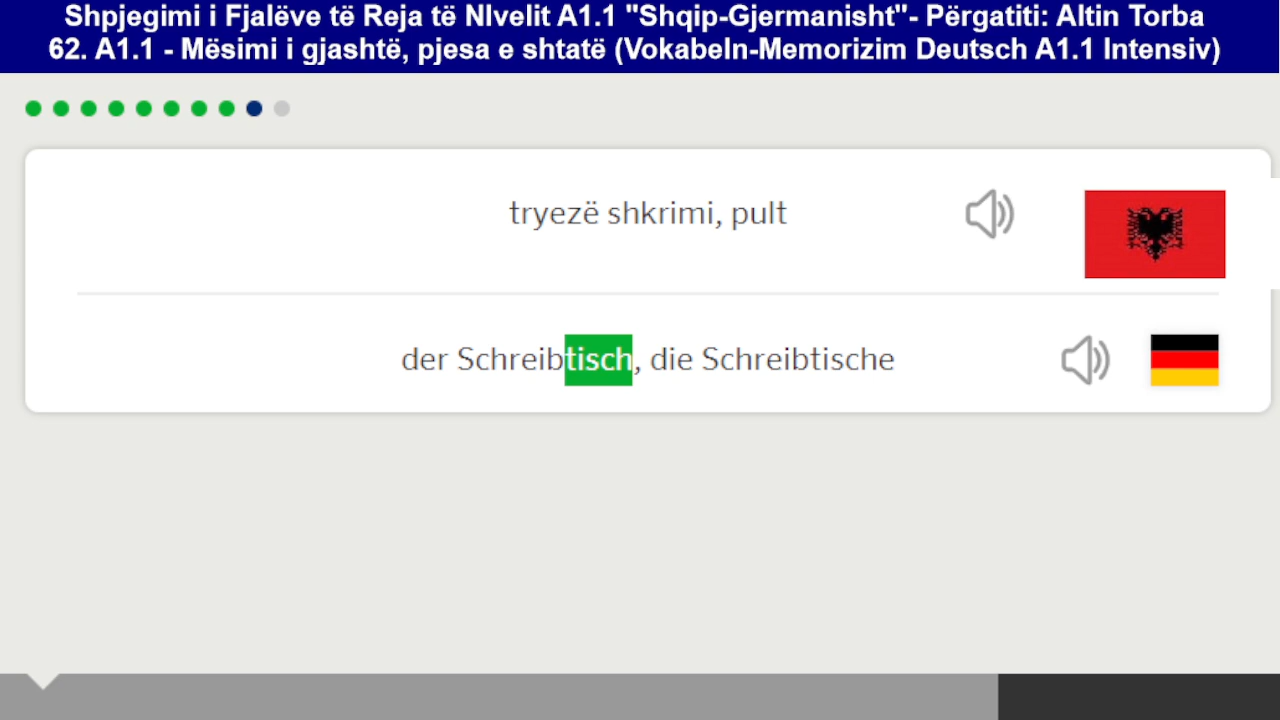 Shpjegimi i Fjalëve të Reja të NIvelit A1.1 "Shqip-Gjermanisht"- Përgatiti: Altin Torba
62. A1.1 - Mësimi i gjashtë, pjesa e shtatë (Vokabeln-Memorizim Deutsch A1.1 Intensiv)
tryezë shkrimi, pult
der Schreibtisch, die Schreibtische